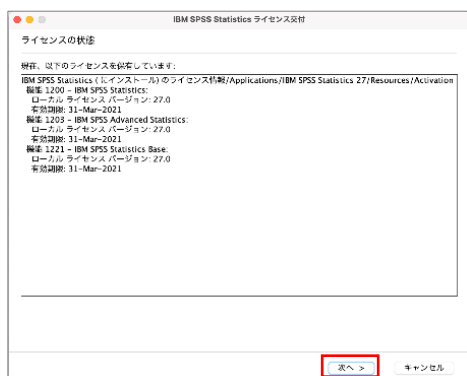 IBM SPSS Statistics ライセンス交付
ライセンスの状態
現在、以下のライセンスを保有しています:
IBM SPSS Statistics ( にインストール) のライセンス情報/Applications/IBM SPSS Statistics 27/Resources/Activation
機能 1200 – IBM SPSS Statistics:
ローカル ライセンス バージョン: 27.0
有効期限: 31-Mar-2021
機能 1203 – IBM SPSS Advanced Statistics:
ローカル ライセンス バージョン: 27.0
有効期限: 31-Mar-2021
機能 1221 – IBM SPSS Statistics Base:
ローカル ライセンス バージョン: 27.0
有効期限: 31-Mar-2021
次へ >
キャンセル